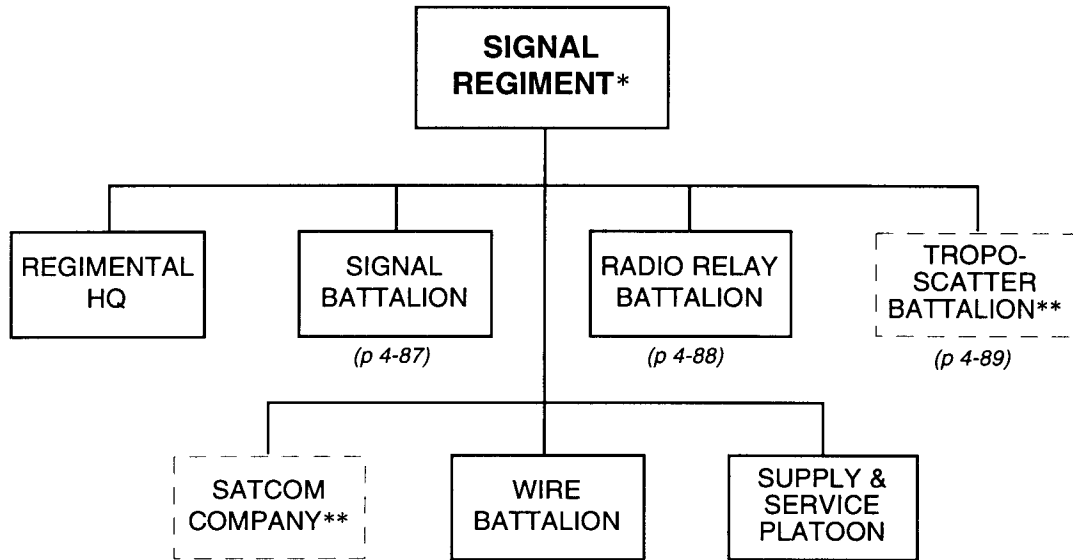 SIGNAL
REGIMENT*
REGIMENTAL
HQ
SIGNAL
BATTALION
(p 4-87)
RADIO RELAY
BATTALION
(p 4-88)
TROPO-
SCATTER
BATTALION**
(p 4-89)
SATCOM
COMPANY**
WIRE
BATTALION
SUPPLY &
SERVICE
PLATOON